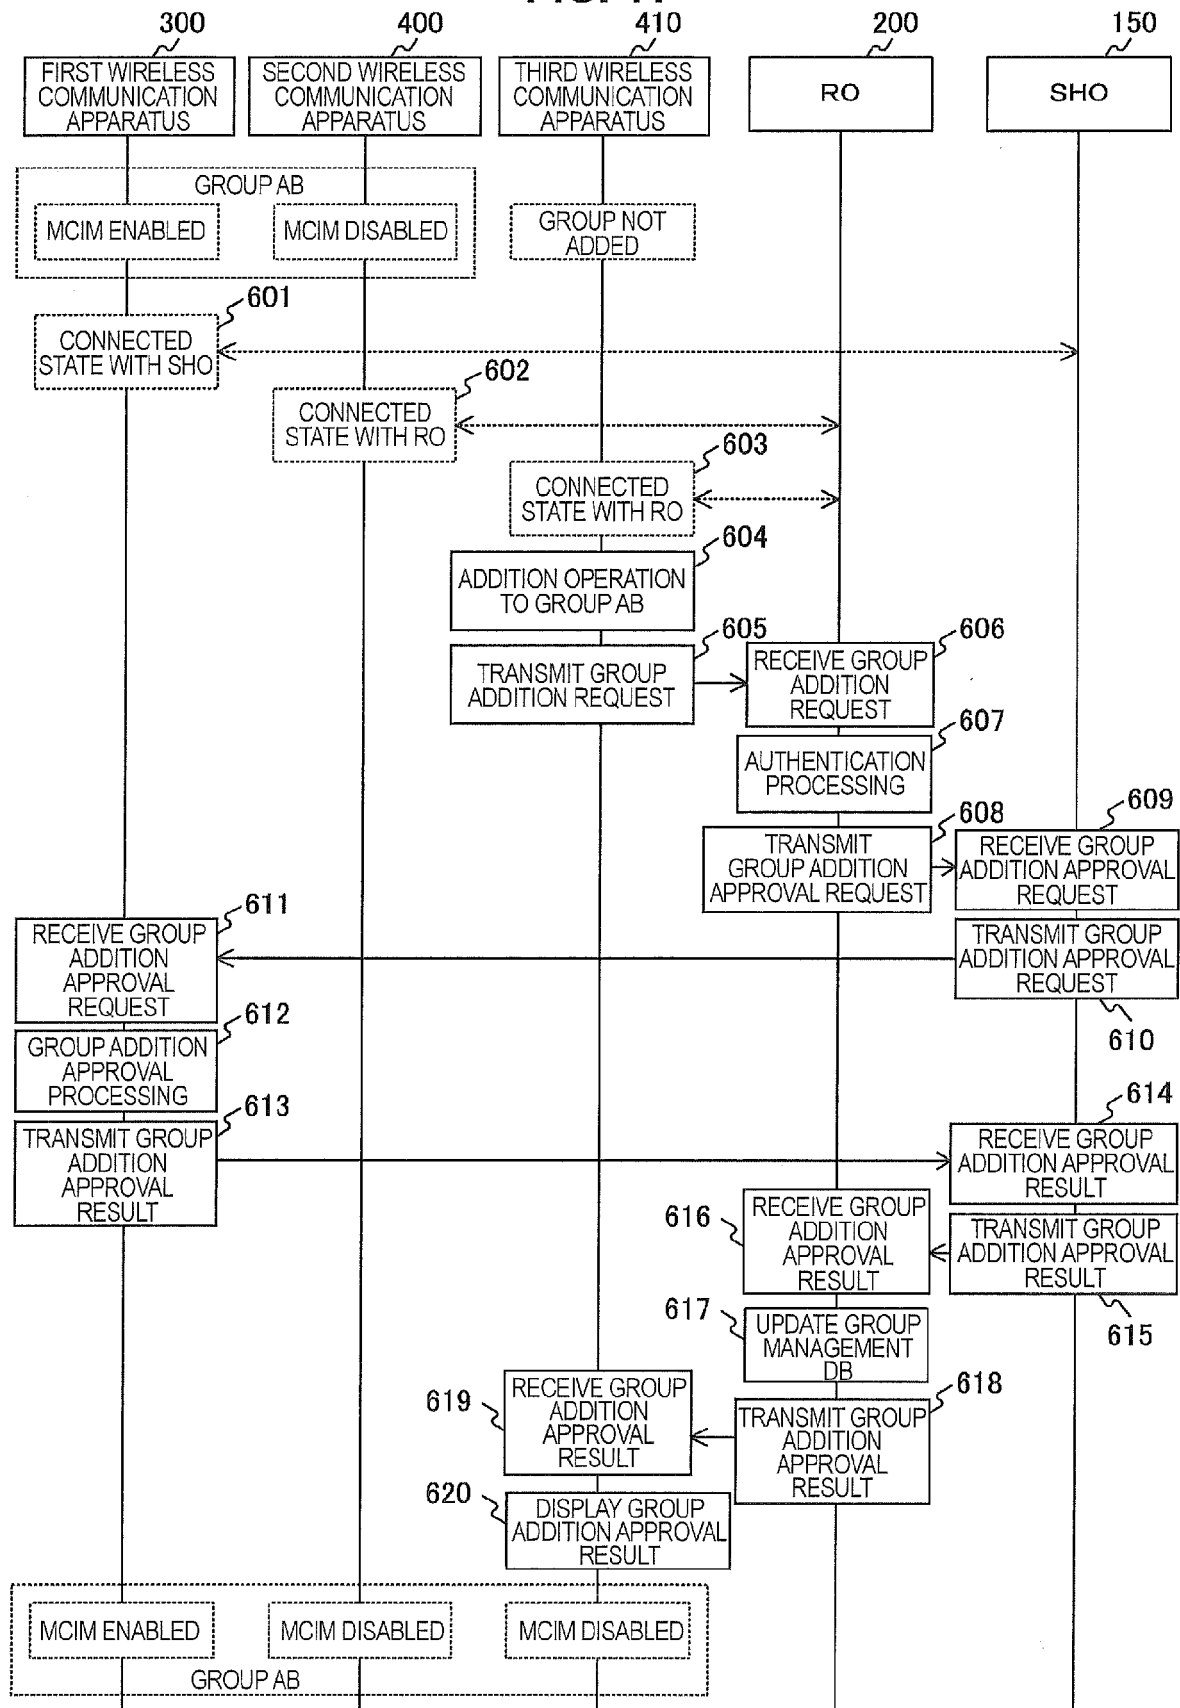 300
400
410
200
150
FIRST WIRELESS
COMMUNICATION
APPARATUS
SECOND WIRELESS
COMMUNICATION
APPARATUS
THIRD WIRELESS
COMMUNICATION
APPARATUS
RO
SHO
GROUP AB
MCIM ENABLED
MCIM DISABLED
GROUP NOT
ADDED
601
CONNECTED
STATE WITH SHO
602
CONNECTED
STATE WITH RO
603
CONNECTED
STATE WITH RO
604
ADDITION OPERATION
TO GROUP AB
605
TRANSMIT GROUP
ADDITION REQUEST
606
RECEIVE GROUP
ADDITION
REQUEST
607
AUTHENTICATION
PROCESSING
608
TRANSMIT
GROUP ADDITION
APPROVAL REQUEST
609
RECEIVE GROUP
ADDITION APPROVAL
REQUEST
TRANSMIT GROUP
ADDITION APPROVAL
REQUEST
610
611
RECEIVE GROUP
ADDITION
APPROVAL
REQUEST
612
GROUP ADDITION
APPROVAL
PROCESSING
613
TRANSMIT GROUP
ADDITION
APPROVAL
RESULT
614
RECEIVE GROUP
ADDITION APPROVAL
RESULT
TRANSMIT GROUP
ADDITION APPROVAL
RESULT
615
616
RECEIVE GROUP
ADDITION
APPROVAL
RESULT
617
UPDATE GROUP
MANAGEMENT
DB
618
TRANSMIT GROUP
ADDITION
APPROVAL
RESULT
619
RECEIVE GROUP
ADDITION
APPROVAL
RESULT
620
DISPLAY GROUP
ADDITION APPROVAL
RESULT
MCIM ENABLED
MCIM DISABLED
MCIM DISABLED
GROUP AB